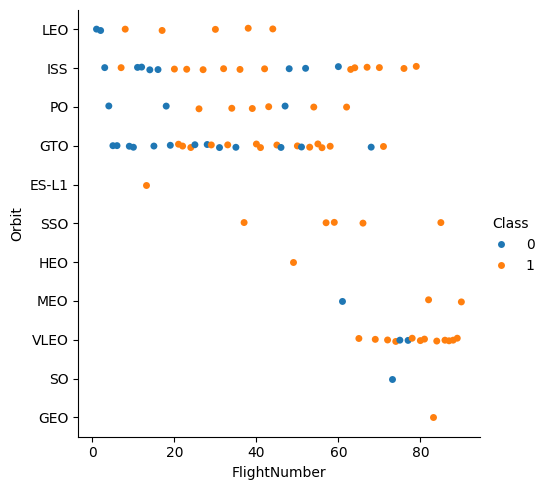 LEO
ISS
PO
GTO
ES-L1
SSO
HEO
MEO
VLEO
SO
GEO
Orbit
0 20 40 60 80
FlightNumber
Class
0
1